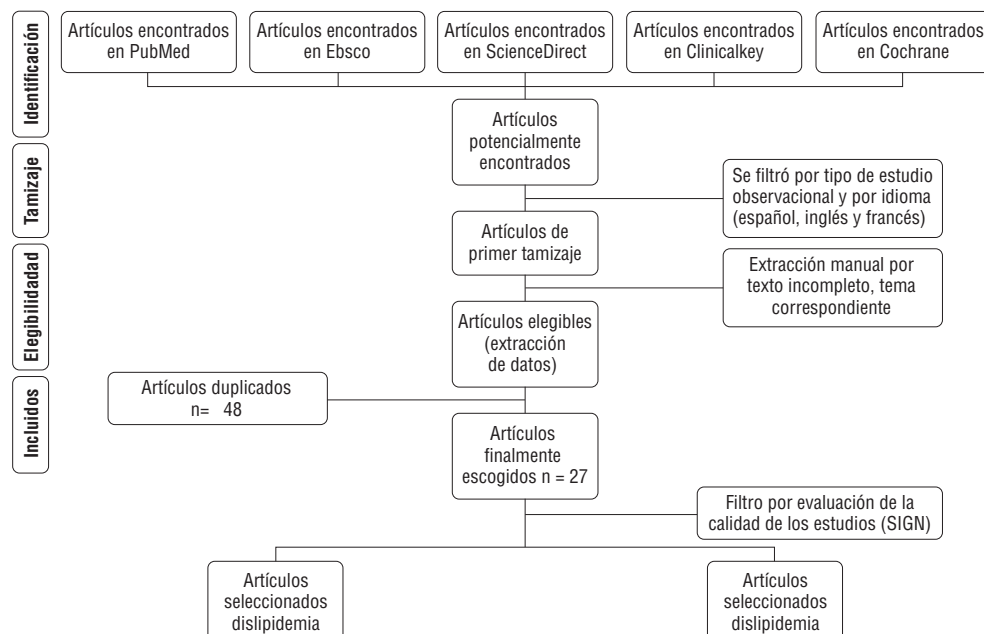 Identificación
Artículos encontrados
en PubMed
Artículos encontrados
en Ebsco
Artículos encontrados
en ScienceDirect
Artículos encontrados
en Clinicalkey
Artículos encontrados
en Cochrane
Artículos
potencialmente
encontrados
Tamizaje
Se filtró por tipo de estudio
observacional y por idioma
(español, inglés y francés)
Artículos de
primer tamizaje
Elegibilidadad
Extracción manual por
texto incompleto, tema
correspondiente
Artículos elegibles
(extracción
de datos)
Incluidos
Artículos duplicados
n= 48
Artículos
finalmente
escogidos n = 27
Filtro por evaluación de la
calidad de los estudios (SIGN)
Artículos
seleccionados
dislipidemia
Artículos
seleccionados
dislipidemia